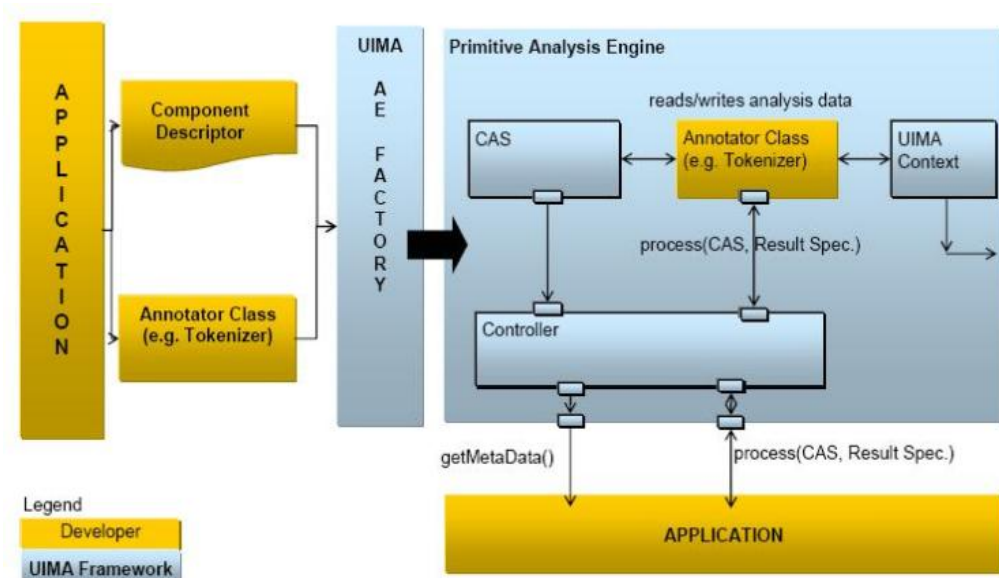 APPLICATION
Component
Descriptor
Annotator Class
(e.g. Tokenizer)
UIMA
AE FACTORY
Primitive Analysis Engine
reads/writes analysis data
CAS
Annotator Class
(e.g. Tokenizer)
UIMA
Context
process(CAS, Result Spec.)
Controller
getMetaData()
process(CAS, Result Spec.)
APPLICATION
Legend
Developer
UIMA Framework